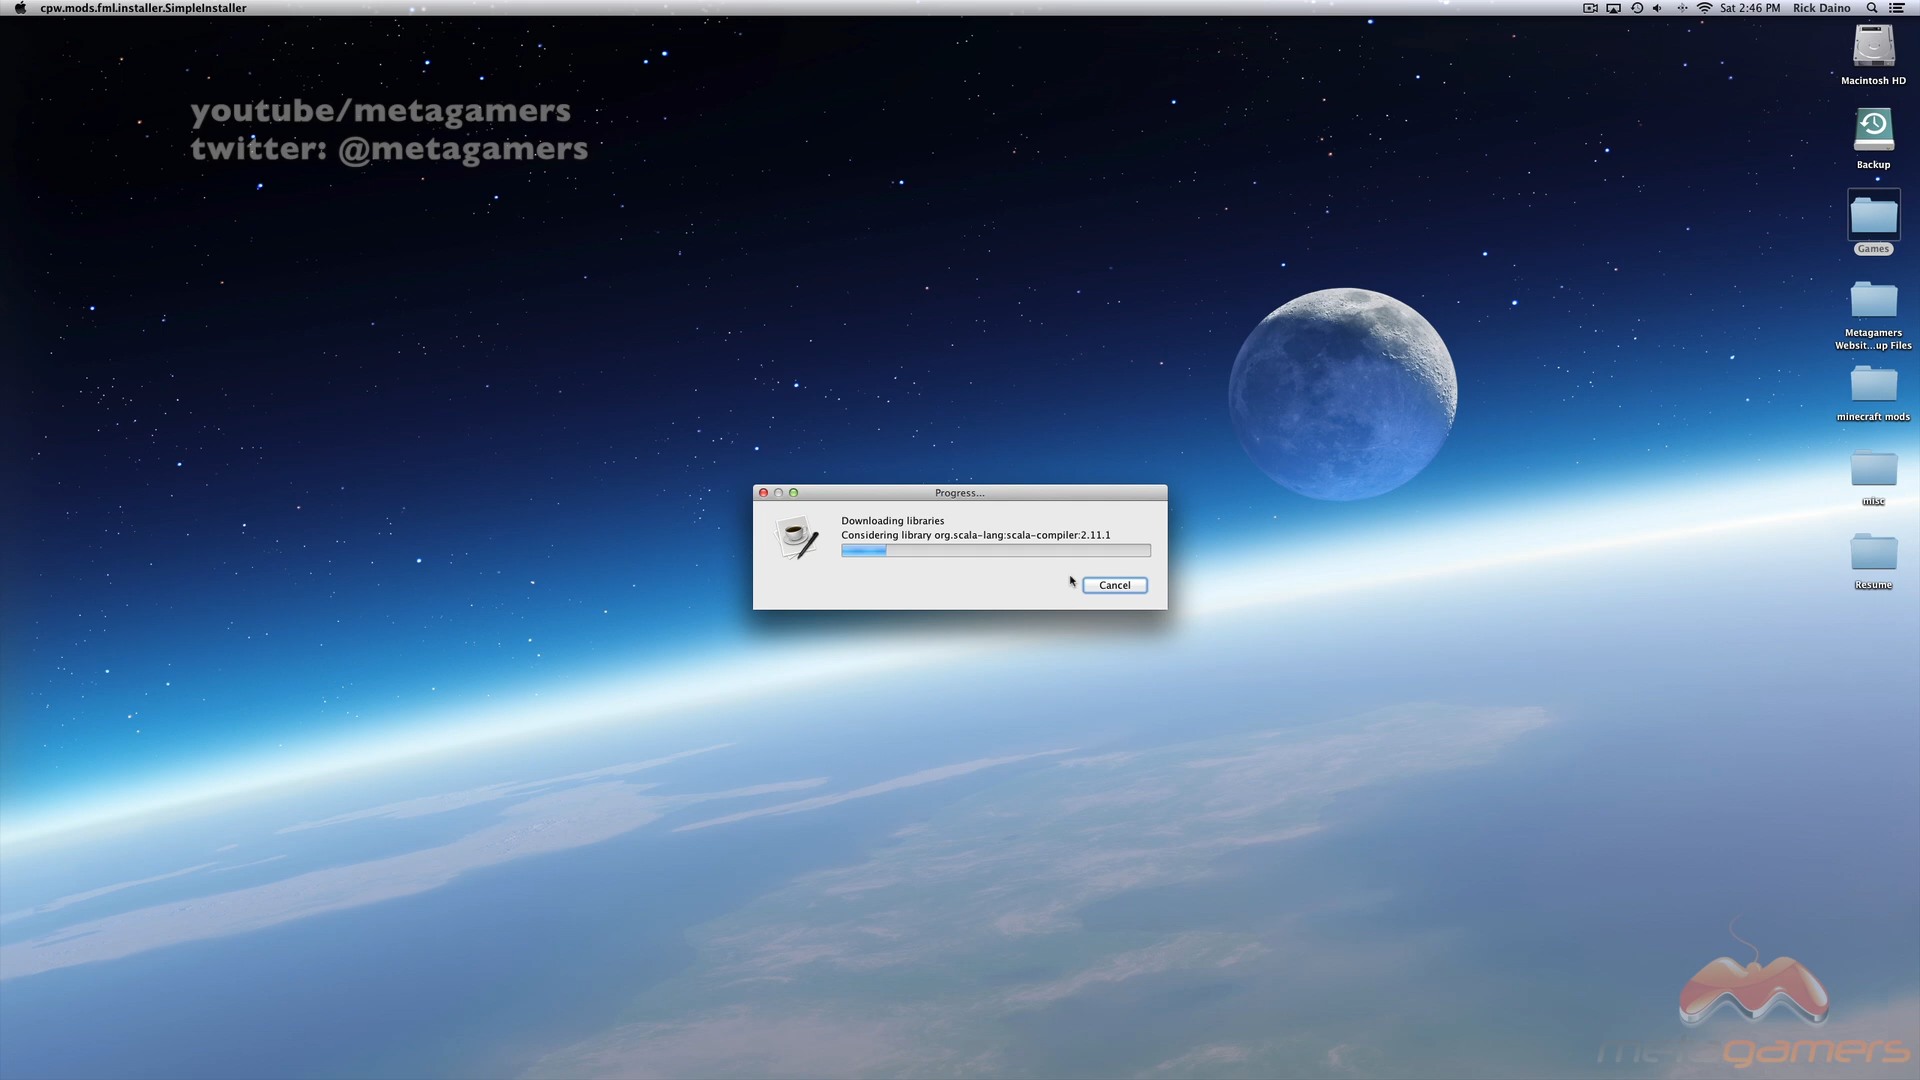 cpw.mods.fml.installer.SimpleInstaller
Sat 2:46 PM Rick Daino
youtube/metagamers
twitter: @metagamers
Macintosh HD
Backup
Games
Metagamers
Websit...up Files
minecraft mods
misc
Resume
Progress...
Downloading libraries
Considering library org.scala-lang:scala-compiler:2.11.1
Cancel
metagamers